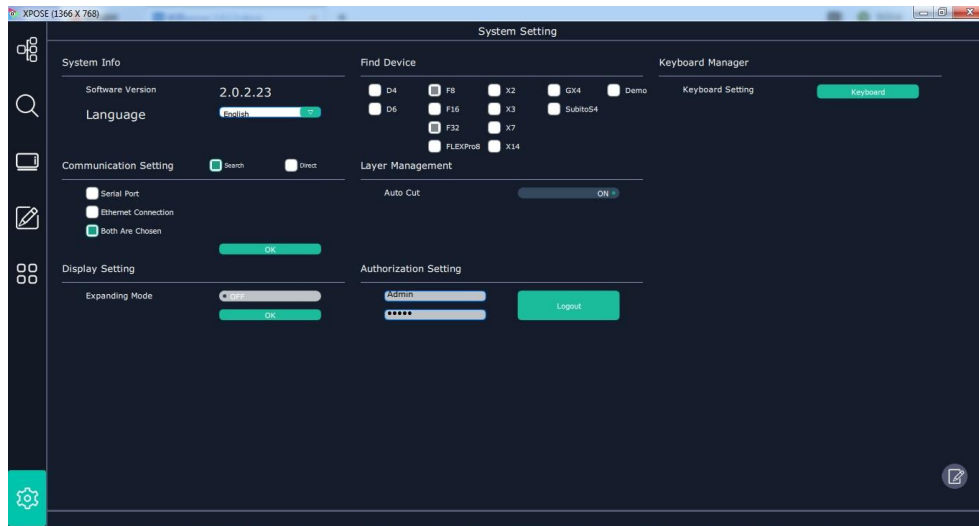 XPOSE (1366 X 768)
System Setting
System Info
Software Version 2.0.2.23
Language English
Find Device
D4 F8 X2 GX4 Demo
D6 F16 X3 SubitoS4
F32 X7
FLEXPro8 X14
Keyboard Manager
Keyboard Setting Keyboard
Communication Setting Search Direct
Serial Port
Ethernet Connection
Both Are Chosen
OK
Layer Management
Auto Cut ON
Display Setting
Expanding Mode OFF
OK
Authorization Setting
Admin
•••••
Logout